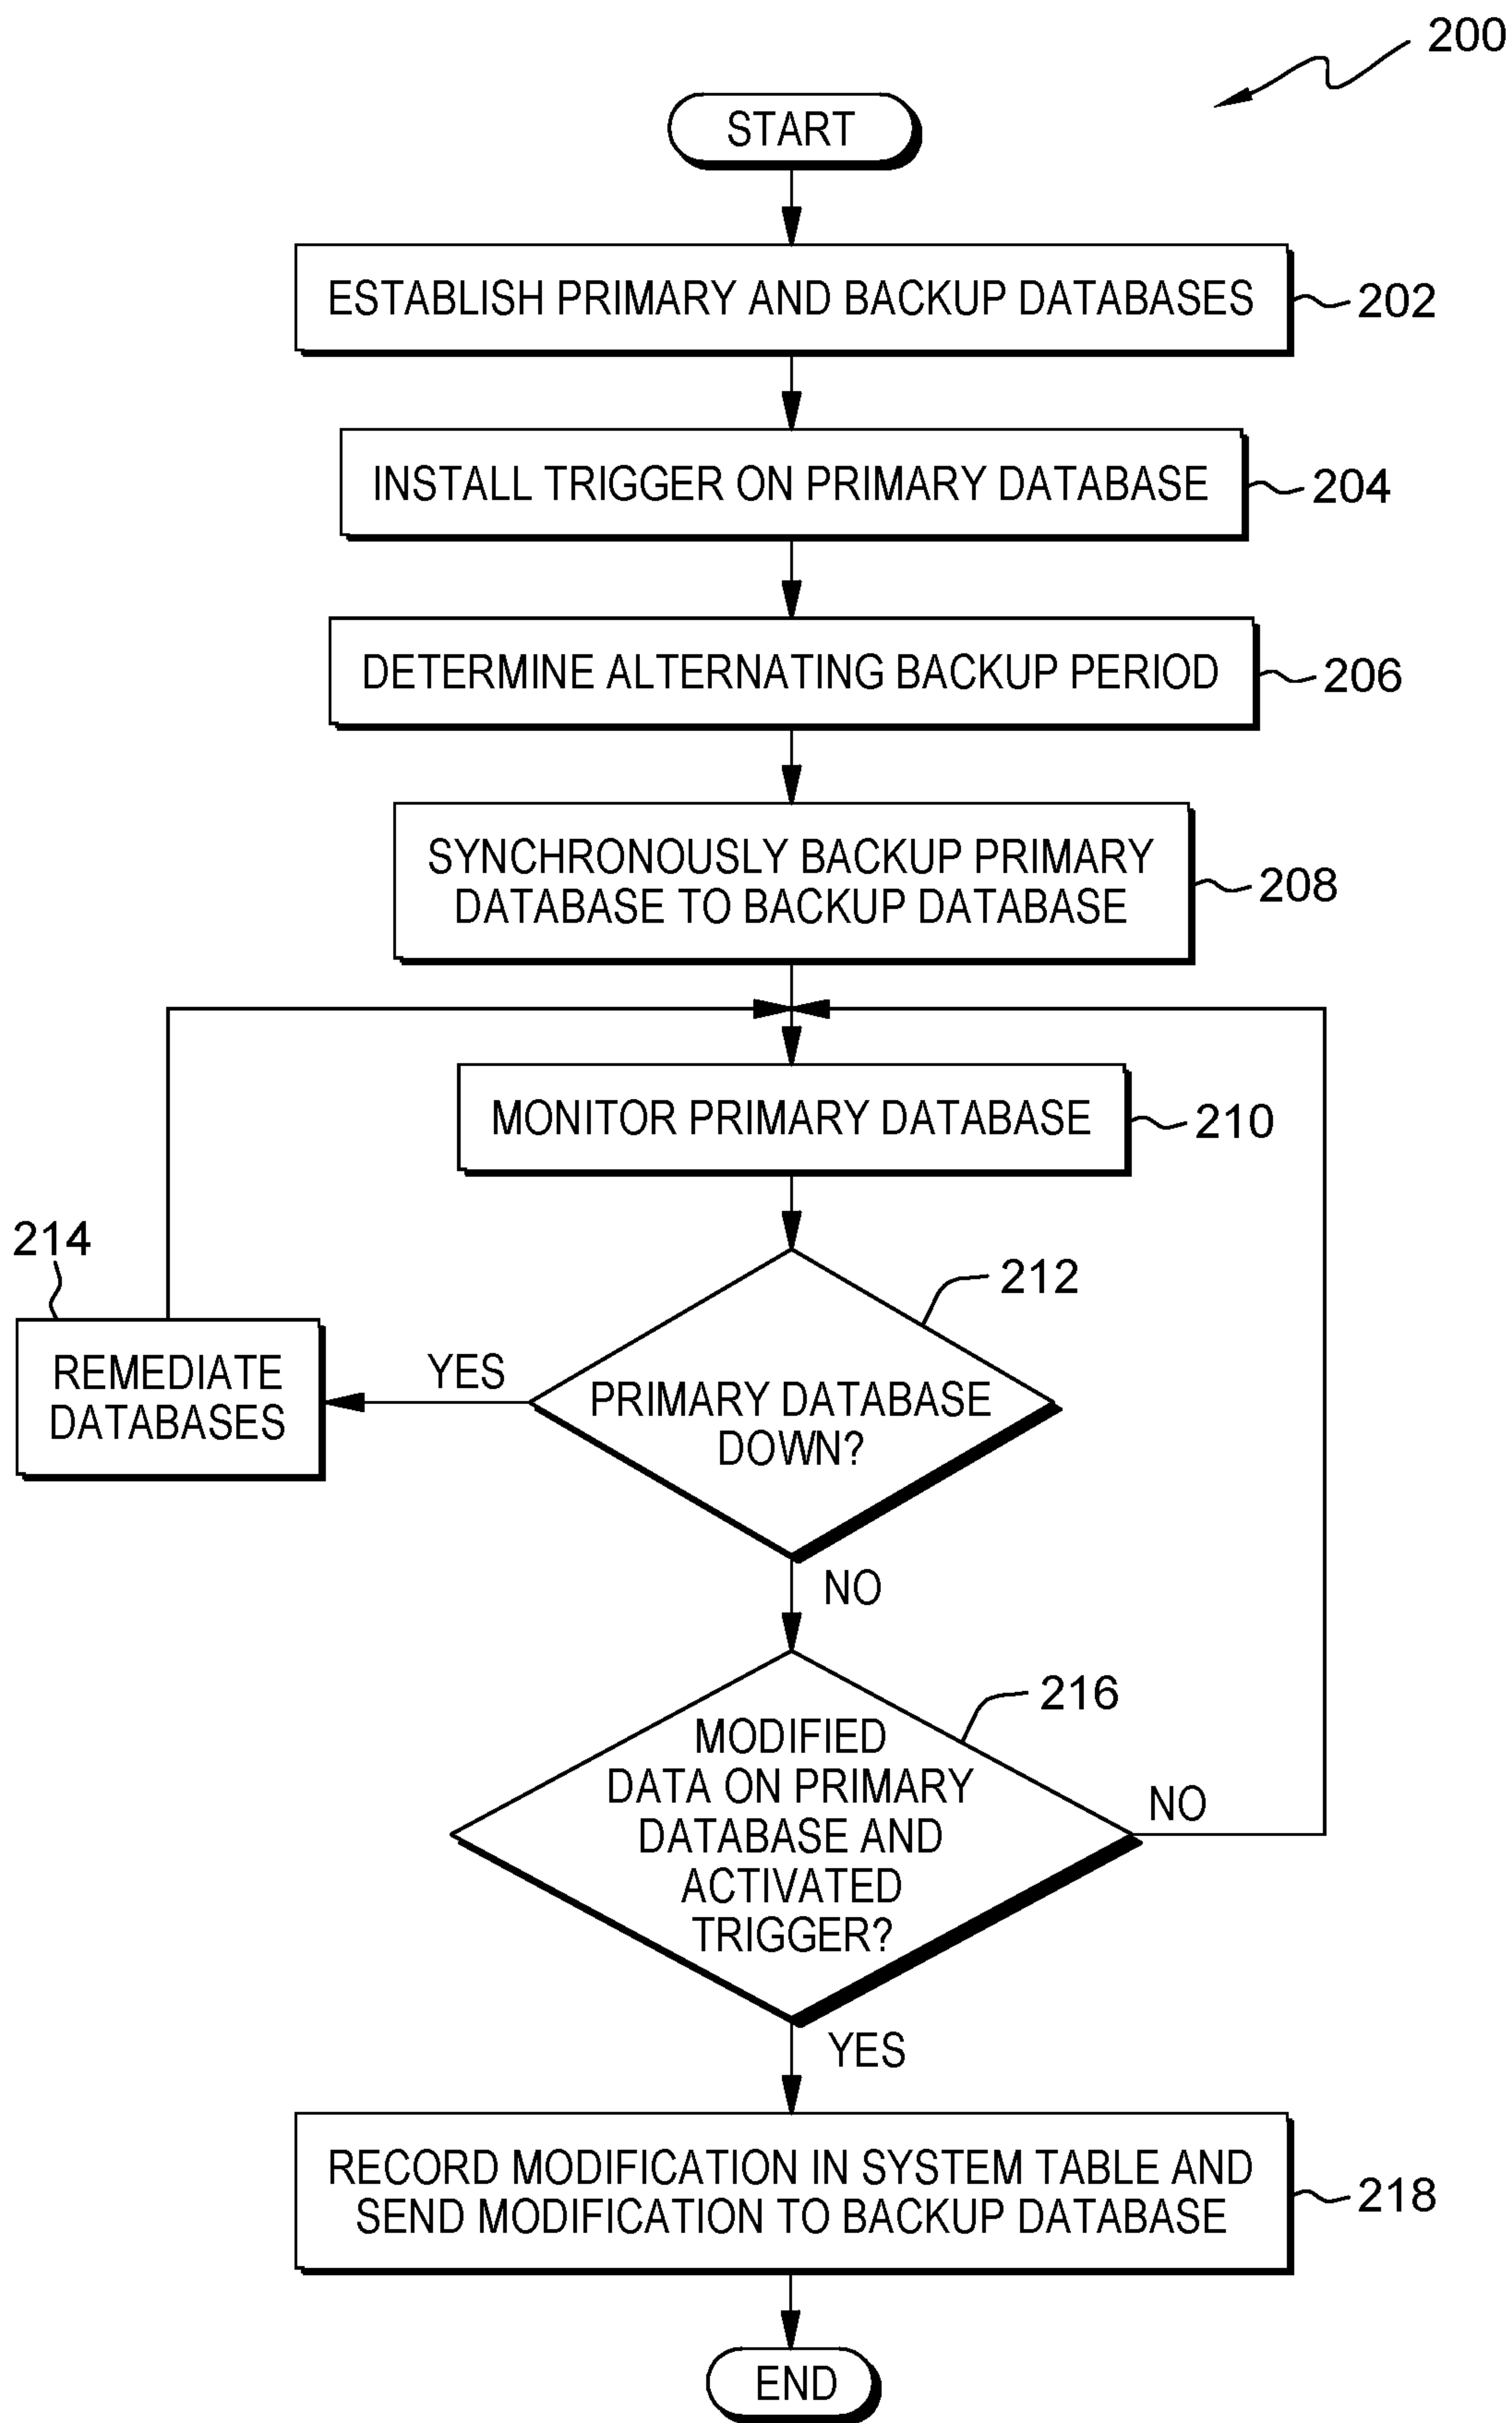 200
START
ESTABLISH PRIMARY AND BACKUP DATABASES
202
INSTALL TRIGGER ON PRIMARY DATABASE
204
DETERMINE ALTERNATING BACKUP PERIOD
206
SYNCHRONOUSLY BACKUP PRIMARY
DATABASE TO BACKUP DATABASE
208
MONITOR PRIMARY DATABASE
210
214
REMEDIATE
DATABASES
YES
212
PRIMARY DATABASE
DOWN?
NO
216
MODIFIED
DATA ON PRIMARY
DATABASE AND
ACTIVATED
TRIGGER?
NO
YES
RECORD MODIFICATION IN SYSTEM TABLE AND
SEND MODIFICATION TO BACKUP DATABASE
218
END